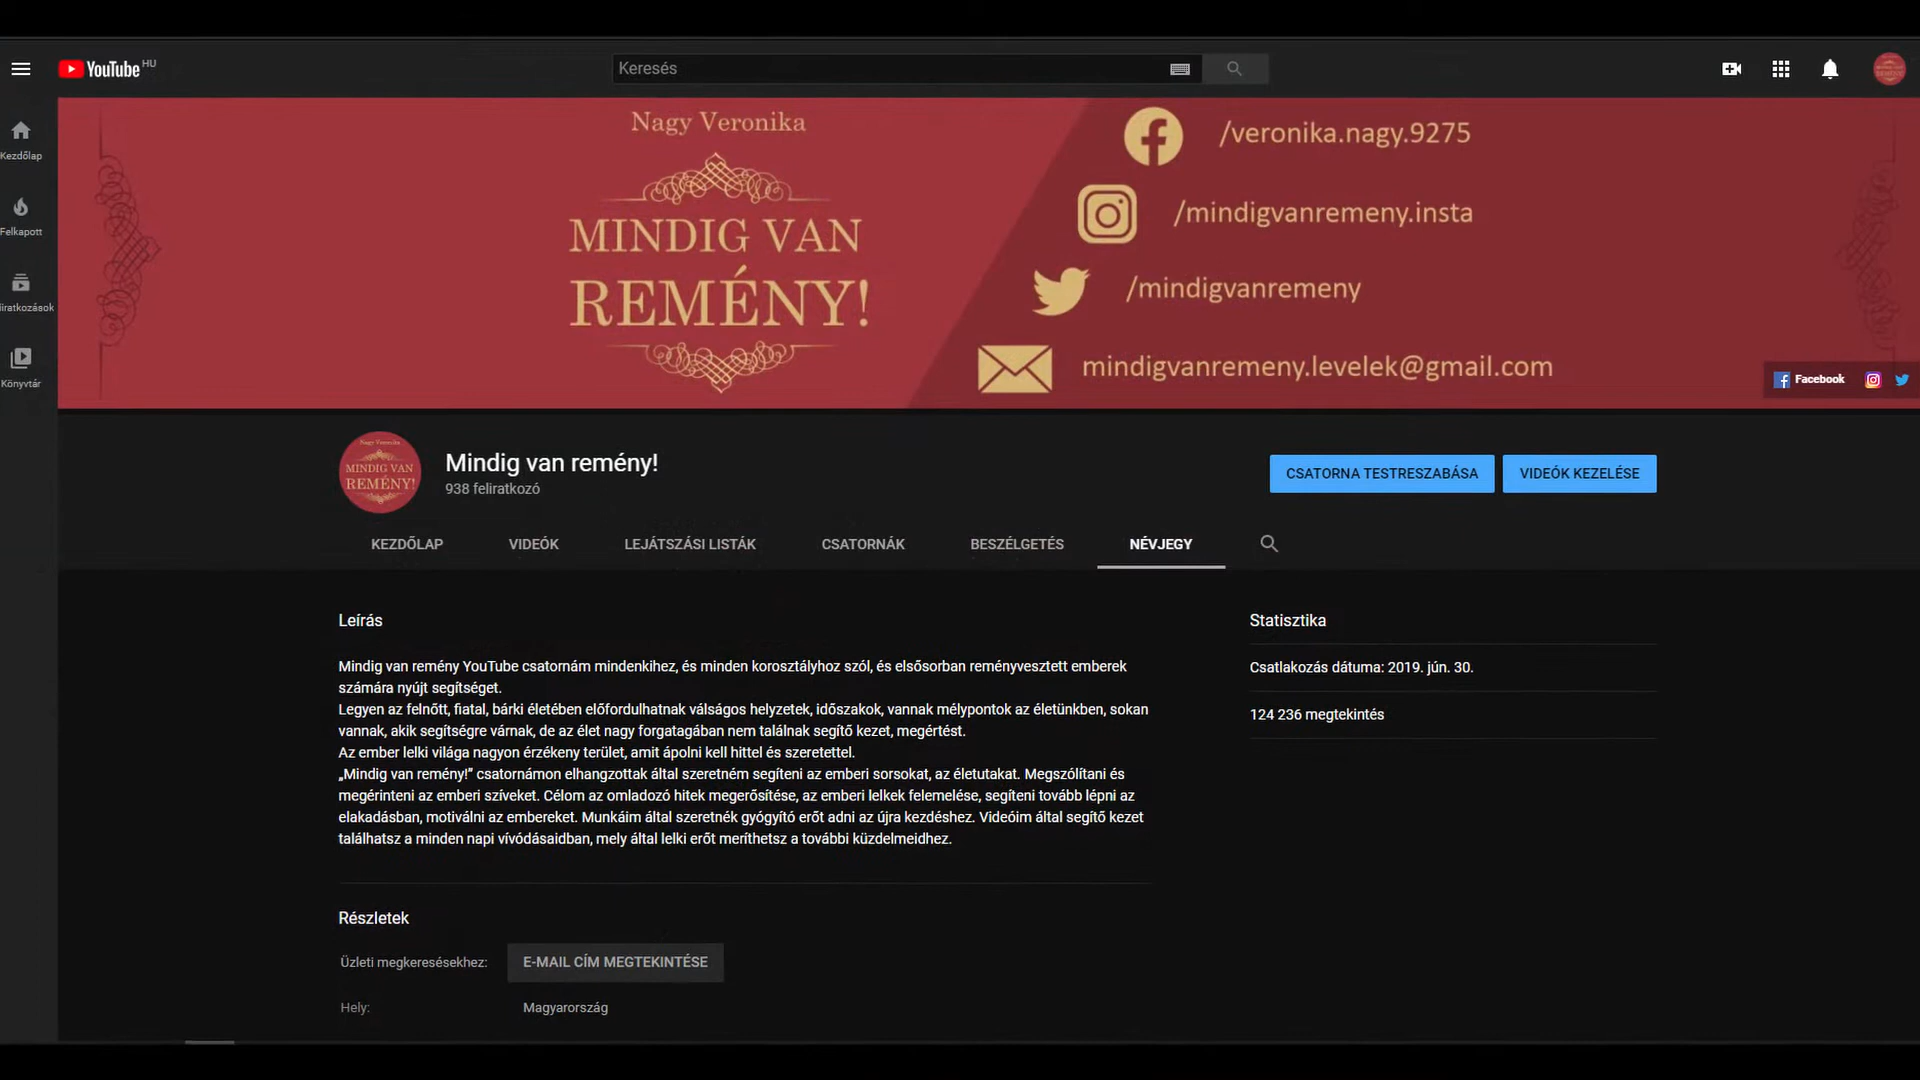 YouTube HU
Keresés
Kezdőlap
Felkapott
iratkozások
Könyvtár
Nagy Veronika
MINDIG VAN
REMÉNY!
/veronika.nagy.9275
/mindigvanremeny.insta
/mindigvanremeny
mindigvanremeny.levelek@gmail.com
Facebook
Nagy Veronika
MINDIG VAN
REMÉNY!
Mindig van remény!
938 feliratkozó
CSATORNA TESTRESZABÁSA
VIDEÓK KEZELÉSE
KEZDŐLAP
VIDEÓK
LEJÁTSZÁSI LISTÁK
CSATORNÁK
BESZÉLGETÉS
NÉVJEGY
Leírás
Mindig van remény YouTube csatornám mindenkihez, és minden korosztályhoz szól, és elsősorban reményvesztett emberek
számára nyújt segítséget.
Legyen az felnőtt, fiatal, bárki életében előfordulhatnak válságos helyzetek, időszakok, vannak mélypontok az életünkben, sokan
vannak, akik segítségre várnak, de az élet nagy forgatagában nem találnak segítő kezet, megértést.
Az ember lelki világa nagyon érzékeny terület, amit ápolni kell hittel és szeretettel.
„Mindig van remény!” csatornámon elhangzottak által szeretném segíteni az emberi sorsokat, az életutakat. Megszólítani és
megérinteni az emberi szíveket. Célom az omladozó hitek megerősítése, az emberi lelkek felemelése, segíteni tovább lépni az
elakadásban, motiválni az embereket. Munkáim által szeretnék gyógyító erőt adni az újra kezdéshez. Videóim által segítő kezet
találhatsz a minden napi vívódásaidban, mely által lelki erőt meríthetsz a további küzdelmeidhez.
Statisztika
Csatlakozás dátuma: 2019. jún. 30.
124 236 megtekintés
Részletek
Üzleti megkeresésekhez:
E-MAIL CÍM MEGTEKINTÉSE
Hely:
Magyarország